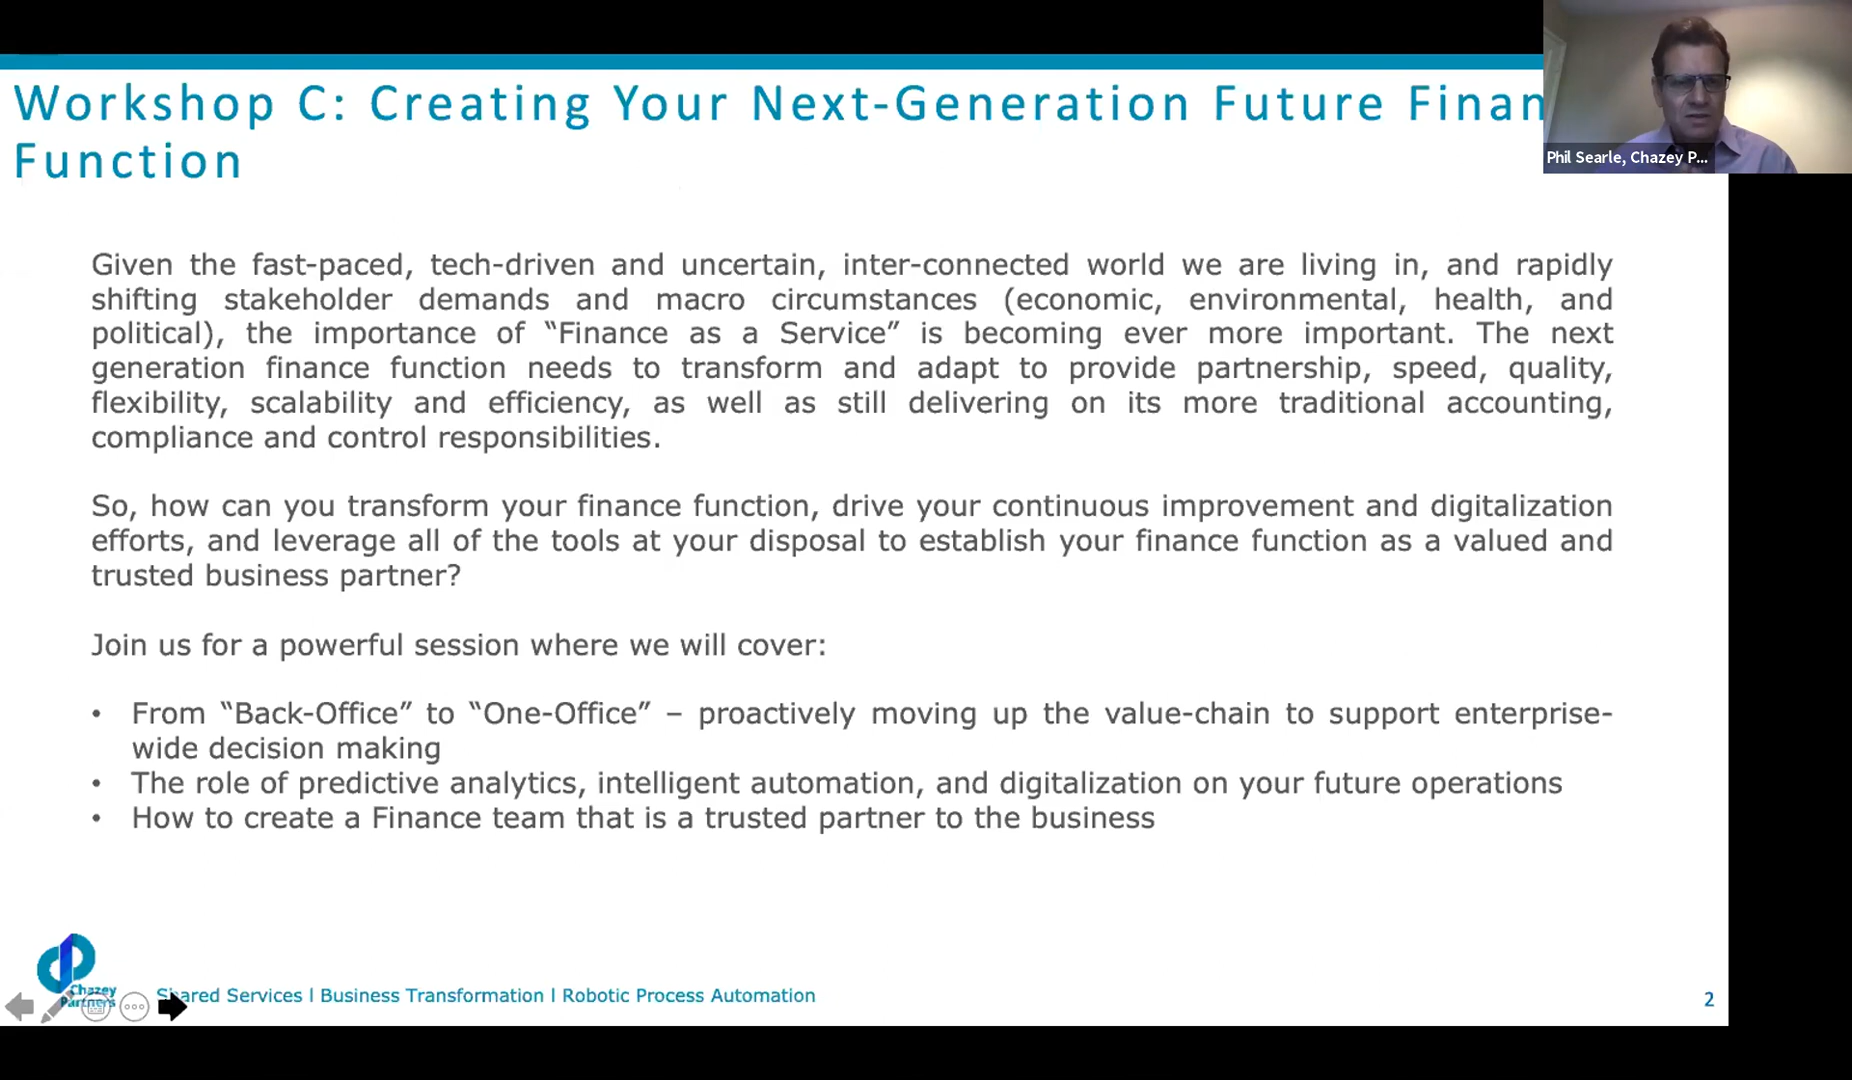 Workshop C: Creating Your Next-Generation Future Finan
Function
Phil Searle, Chazey P...
Given the fast-paced, tech-driven and uncertain, inter-connected world we are living in, and rapidly
shifting stakeholder demands and macro circumstances (economic, environmental, health, and
political), the importance of “Finance as a Service” is becoming ever more important. The next
generation finance function needs to transform and adapt to provide partnership, speed, quality,
flexibility, scalability and efficiency, as well as still delivering on its more traditional accounting,
compliance and control responsibilities.
So, how can you transform your finance function, drive your continuous improvement and digitalization
efforts, and leverage all of the tools at your disposal to establish your finance function as a valued and
trusted business partner?
Join us for a powerful session where we will cover:
• From “Back-Office” to “One-Office” – proactively moving up the value-chain to support enterprise-
wide decision making
• The role of predictive analytics, intelligent automation, and digitalization on your future operations
• How to create a Finance team that is a trusted partner to the business
Chazey
Partners
Shared Services I Business Transformation I Robotic Process Automation
2